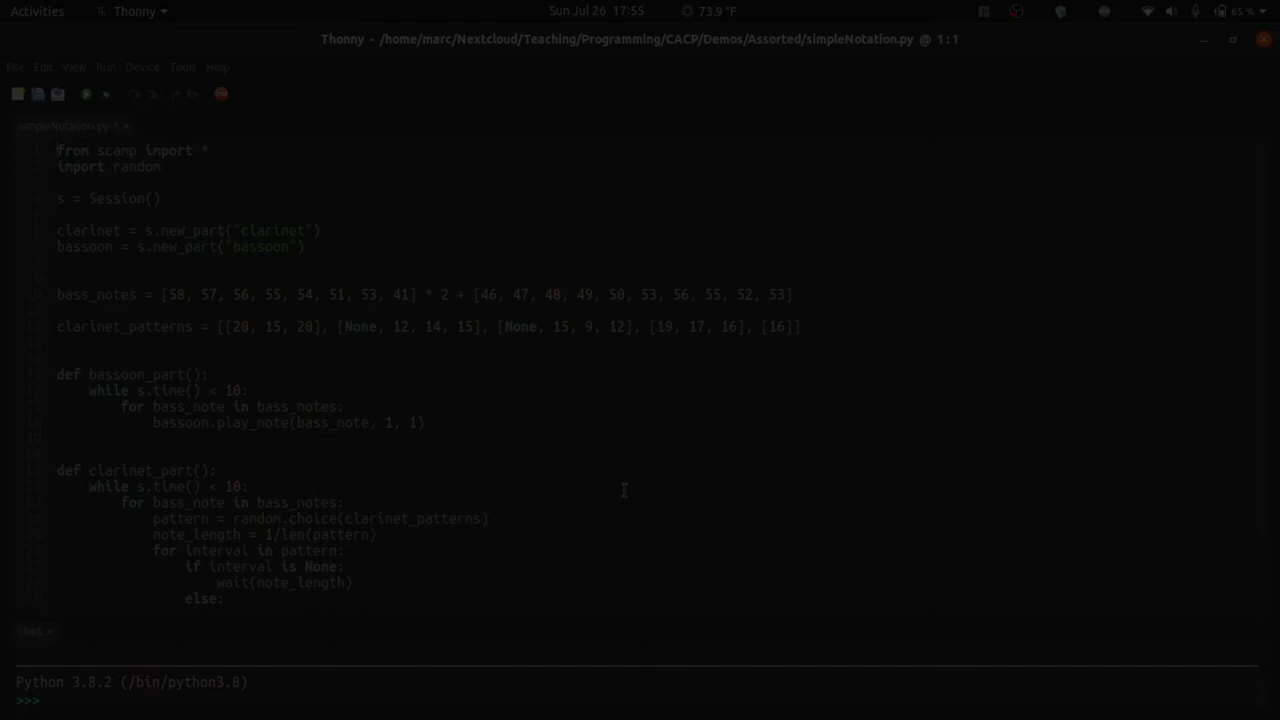 Activities Thonny Sun Jul 26 17:55 73.9 °F 65 %
Thonny - /home/marc/Nextcloud/Teaching/Programming/CACP/Demos/Assorted/simpleNotation.py @ 1:1
File Edit View Run Device Tools Help
simpleNotation.py * ×
from scamp import *
import random
s = Session()
clarinet = s.new_part("clarinet")
bassoon = s.new_part("bassoon")
bass_notes = [58, 57, 56, 55, 54, 51, 53, 41] * 2 + [46, 47, 48, 49, 50, 53, 56, 55, 52, 53]
clarinet_patterns = [[20, 15, 20], [None, 12, 14, 15], [None, 15, 9, 12], [19, 17, 16], [16]]
def bassoon_part():
while s.time() < 10:
for bass_note in bass_notes:
bassoon.play_note(bass_note, 1, 1)
def clarinet_part():
while s.time() < 10:
for bass_note in bass_notes:
pattern = random.choice(clarinet_patterns)
note_length = 1/len(pattern)
for interval in pattern:
if interval is None:
wait(note_length)
else:
Shell ×
Python 3.8.2 (/bin/python3.8)
>>>